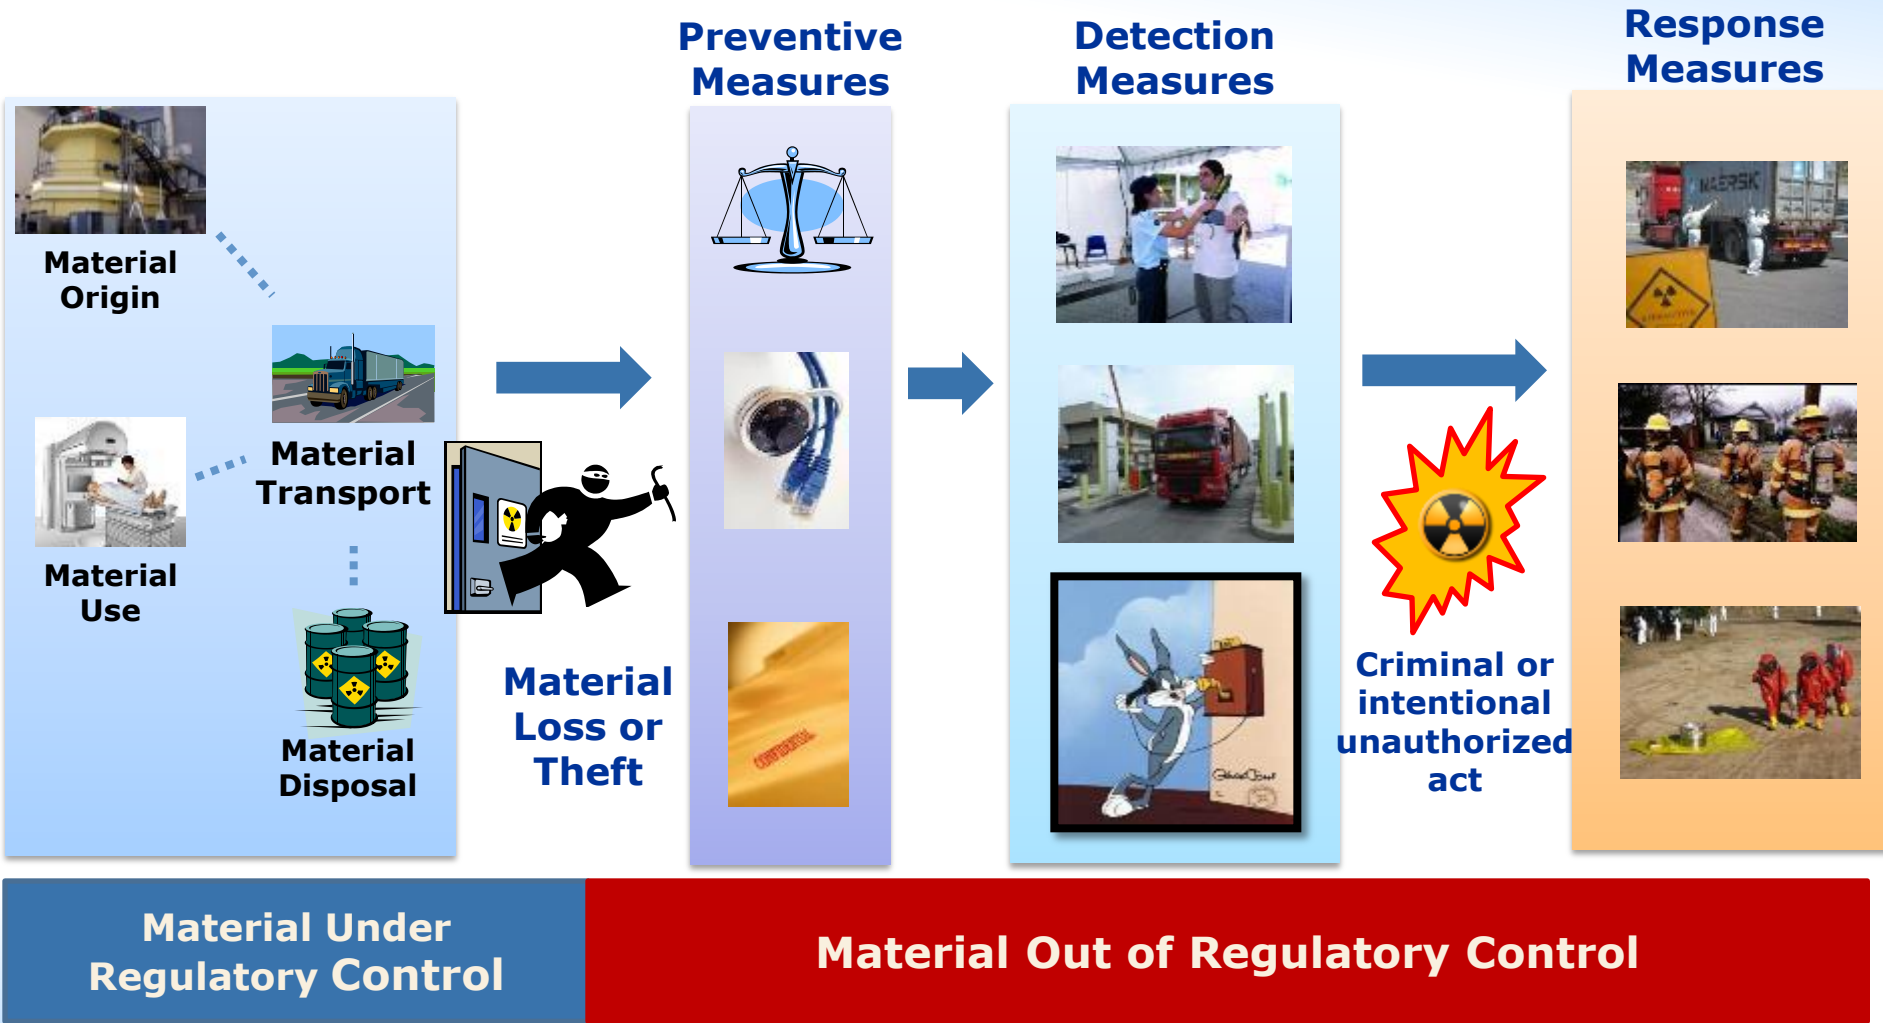 Preventive
Measures
Detection
Measures
Response
Measures
Material
Origin
Material
Transport
Material
Use
Material
Disposal
Material
Loss or
Theft
CONFIDENTIAL
MAERSK
Criminal or
intentional
unauthorized
act
Material Under
Regulatory Control
Material Out of Regulatory Control